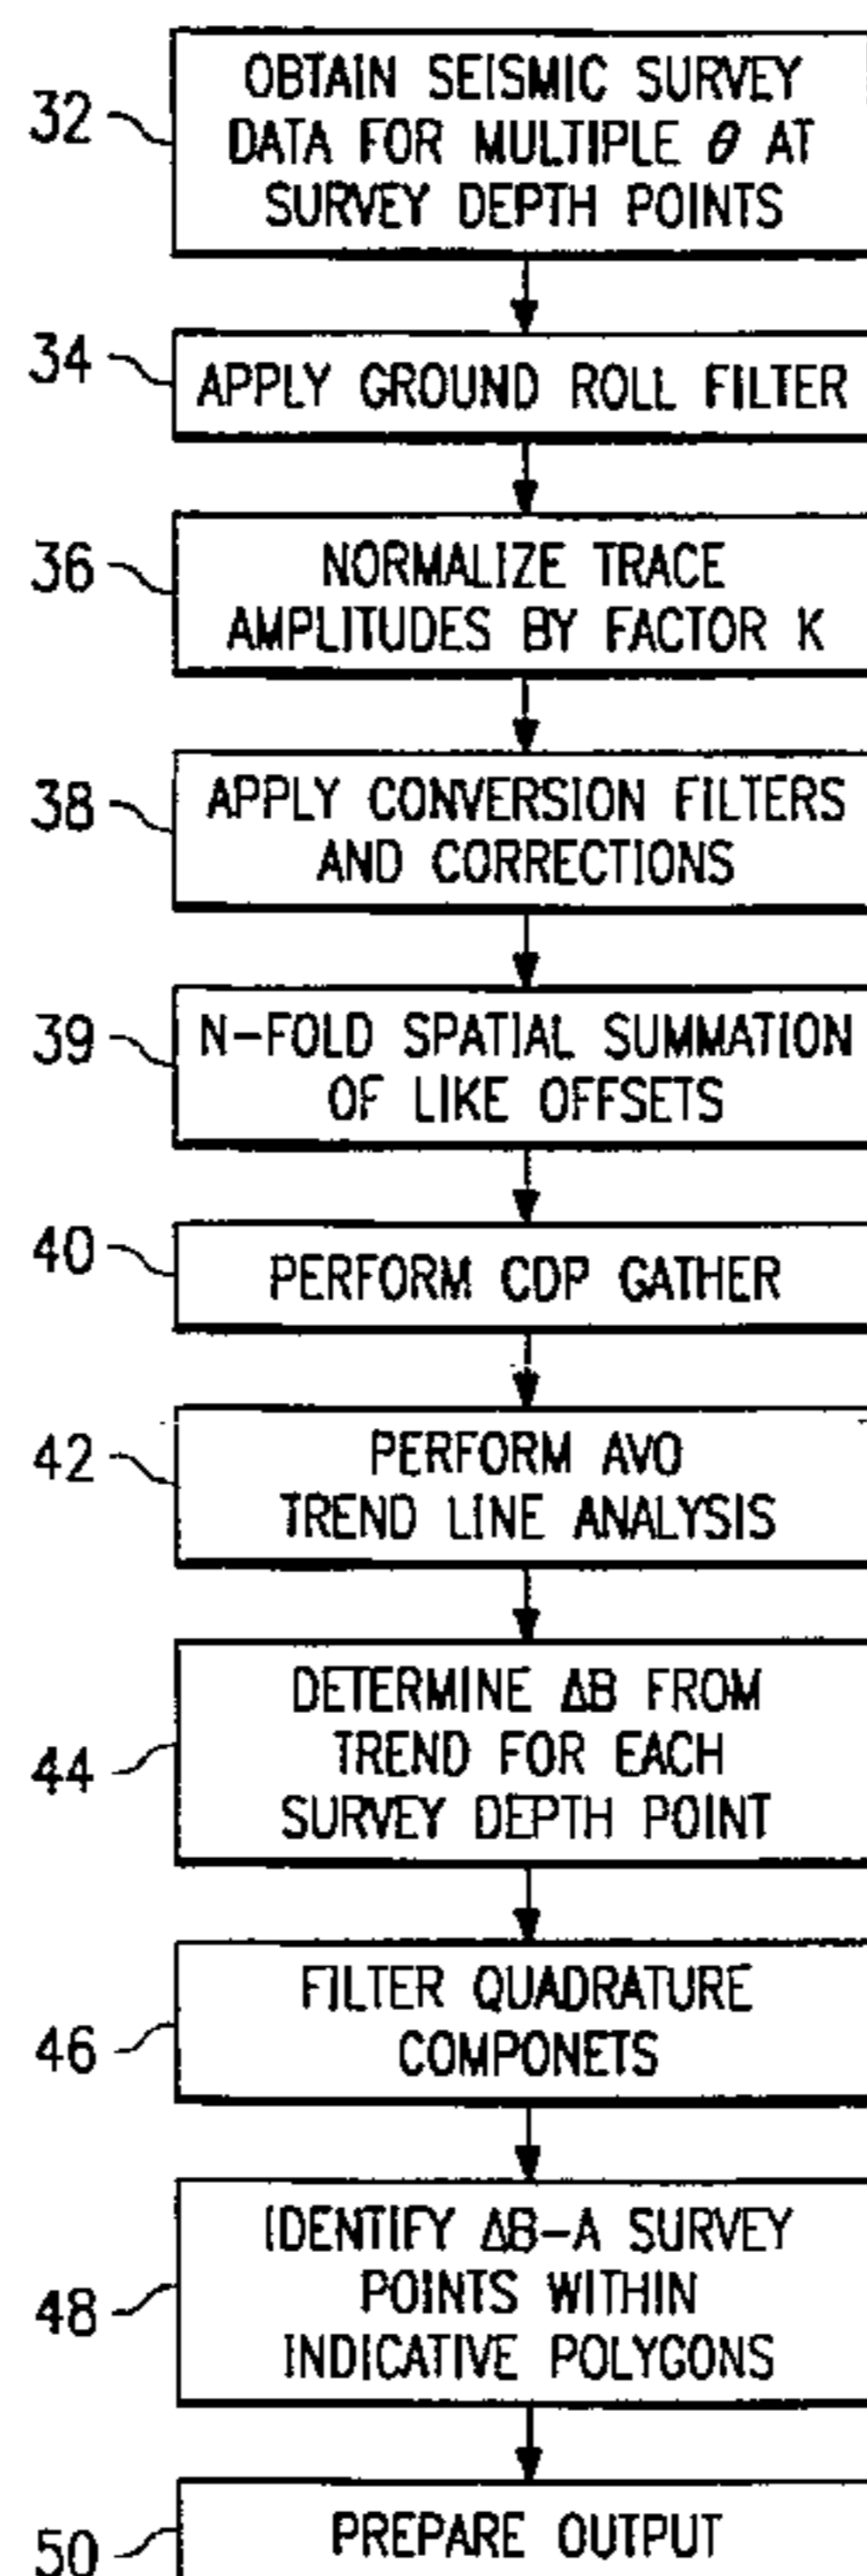 OBTAIN SEISMIC SURVEY
32
DATA FOR MULTIPLE θ AT
SURVEY DEPTH POINTS
34
APPLY GROUND ROLL FILTER
36
NORMALIZE TRACE
AMPLITUDES BY FACTOR K
38
APPLY CONVERSION FILTERS
AND CORRECTIONS
39
N-FOLD SPATIAL SUMMATION
OF LIKE OFFSETS
40
PERFORM CDP GATHER
42
PERFORM AVO
TREND LINE ANALYSIS
DETERMINE ΔB FROM
TREND FOR EACH
44
SURVEY DEPTH POINT
FILTER QUADRATURE
46
COMPONETS
IDENTIFY ΔB-A SURVEY
POINTS WITHIN
48
INDICATIVE POLYGONS
PREPARE OUTPUT
50